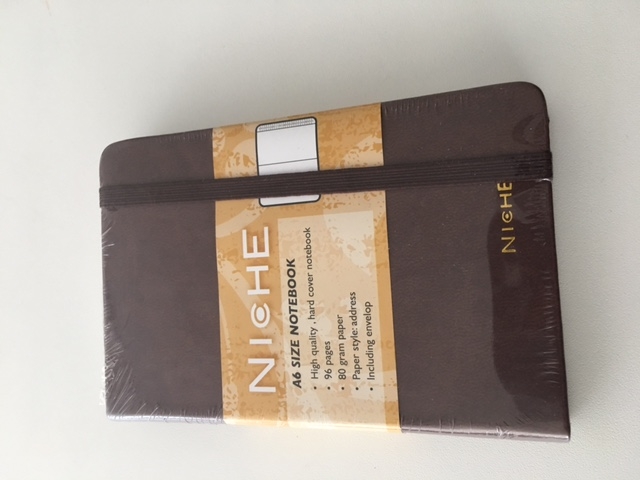 NICHE
A6 SIZE NOTEBOOK
• High quality , hard cover notebook
• 96 pages
• 80 gram paper
• Paper style: address
• Including envelop
NICHE